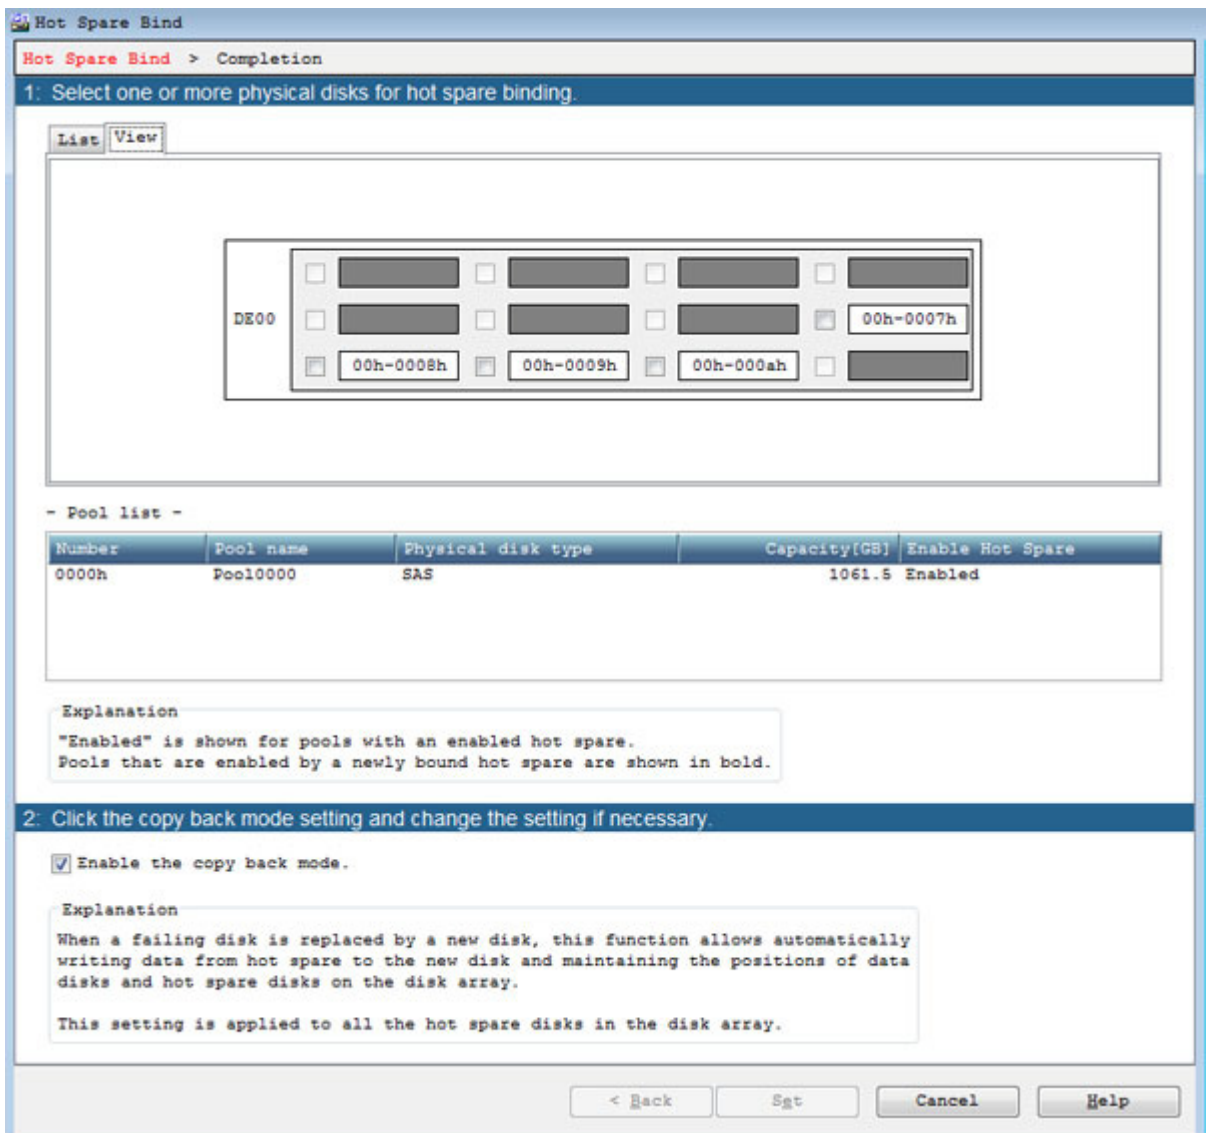 Hot Spare Bind
Hot Spare Bind > Completion
1: Select one or more physical disks for hot spare binding.
List View
DE00
00h-0007h
00h-0008h 00h-0009h 00h-000ah
- Pool list -
Number Pool name Physical disk type Capacity[GB] Enable Hot Spare
0000h Pool0000 SAS 1061.5 Enabled
Explanation
"Enabled" is shown for pools with an enabled hot spare.
Pools that are enabled by a newly bound hot spare are shown in bold.
2: Click the copy back mode setting and change the setting if necessary.
Enable the copy back mode.
Explanation
When a failing disk is replaced by a new disk, this function allows automatically
writing data from hot spare to the new disk and maintaining the positions of data
disks and hot spare disks on the disk array.
This setting is applied to all the hot spare disks in the disk array.
< Back Set Cancel Help